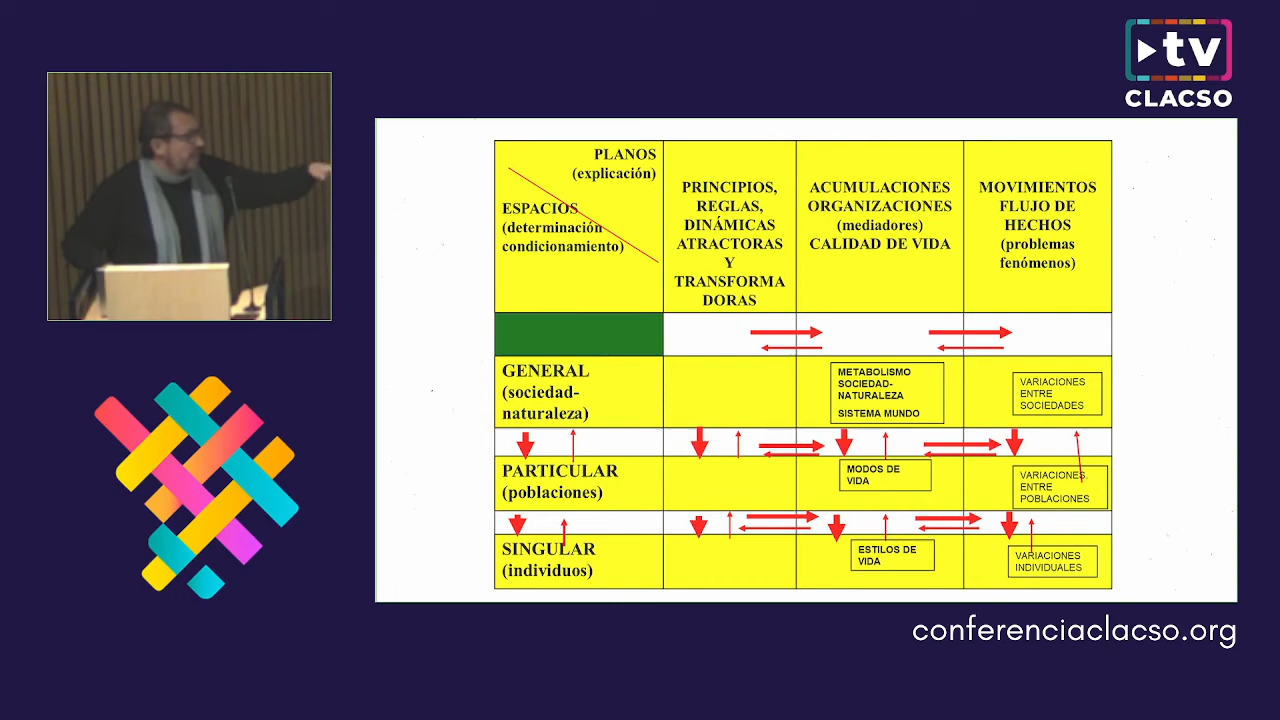 tv
CLACSO
PLANOS
(explicación)
ESPACIOS
(determinación
condicionamiento)
PRINCIPIOS,
REGLAS,
DINÁMICAS
ATRACTORAS
Y
TRANSFORMA
DORAS
ACUMULACIONES
ORGANIZACIONES
(mediadores)
CALIDAD DE VIDA
MOVIMIENTOS
FLUJO DE
HECHOS
(problemas
fenómenos)
GENERAL
(sociedad-
naturaleza)
METABOLISMO
SOCIEDAD-
NATURALEZA
SISTEMA MUNDO
VARIACIONES
ENTRE
SOCIEDADES
PARTICULAR
(poblaciones)
MODOS DE
VIDA
VARIACIONES
ENTRE
POBLACIONES
SINGULAR
(individuos)
ESTILOS DE
VIDA
VARIACIONES
INDIVIDUALES
conferenciaclacso.org